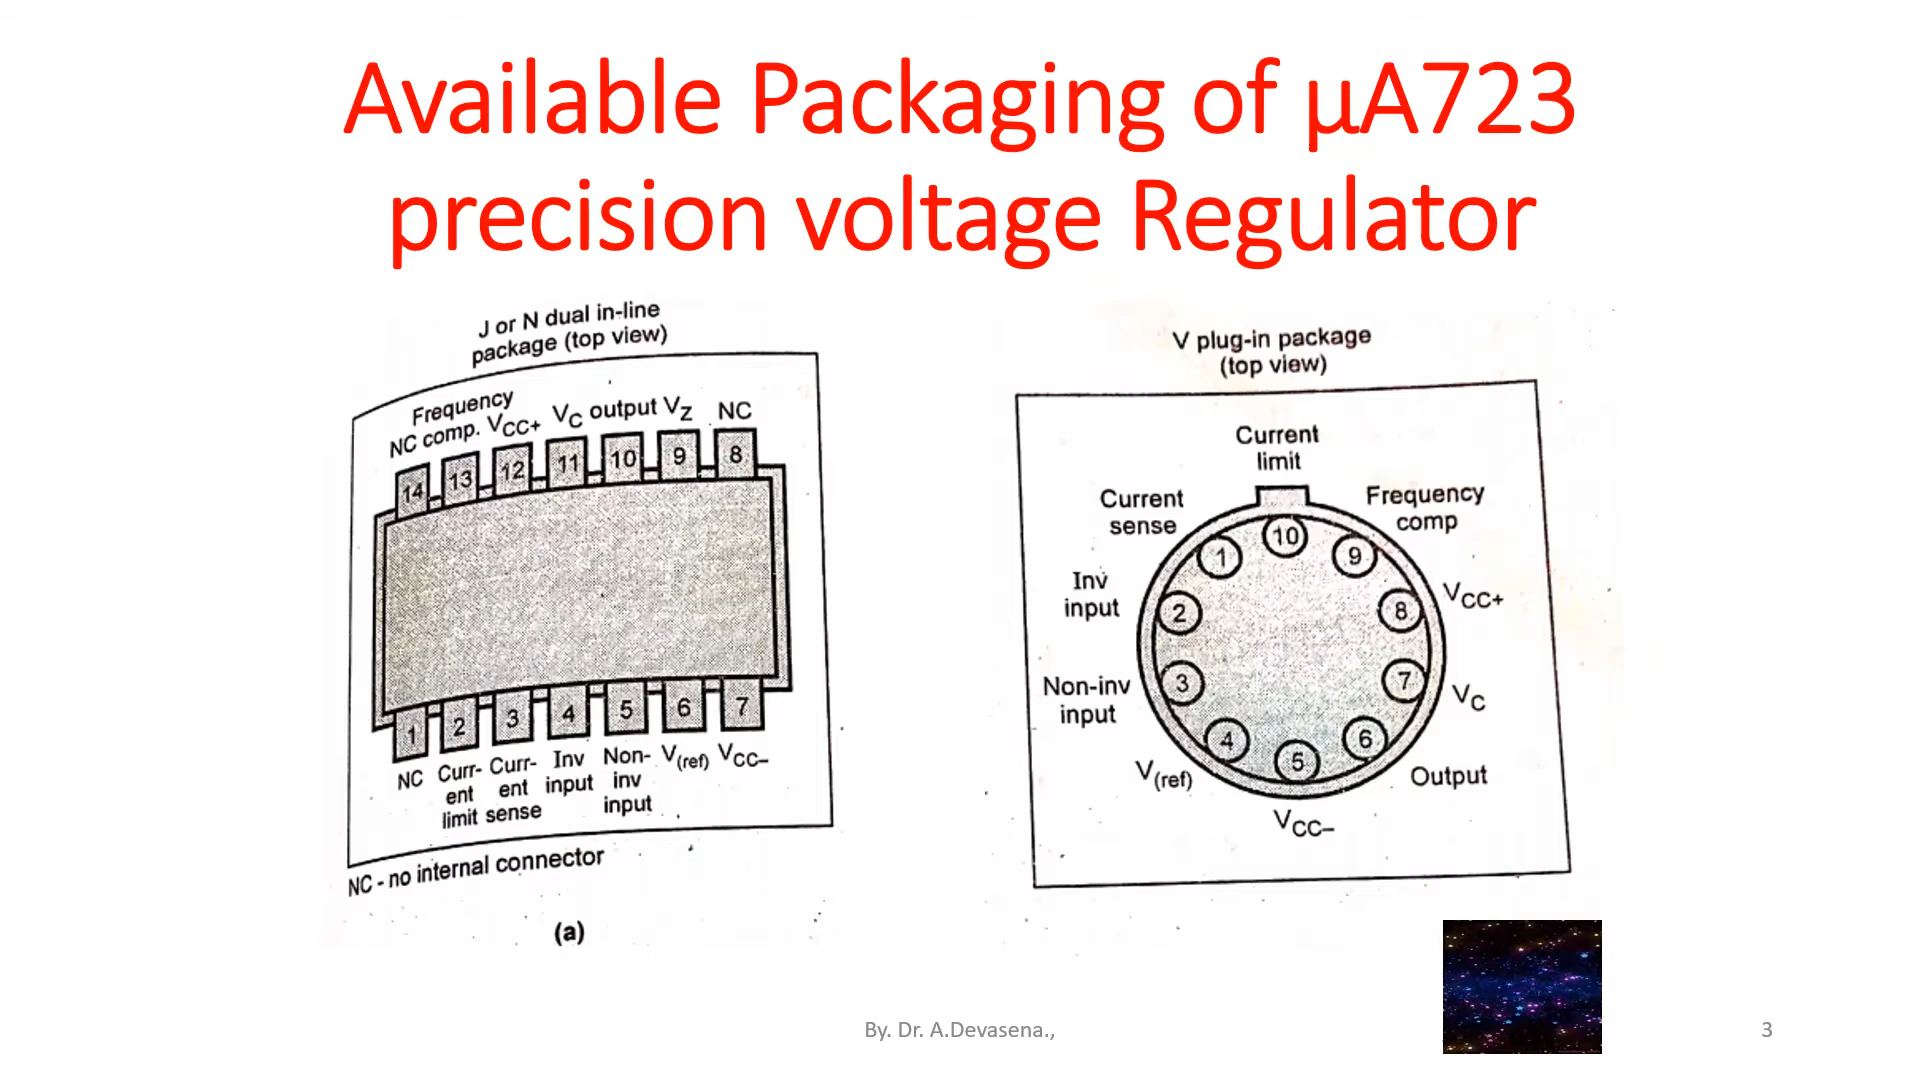 Available Packaging of µA723
precision voltage Regulator
J or N dual in-line
package (top view)
Frequency
NC comp. VCC+ VC output VZ NC
14 13 12 11 10 9 8
1 2 3 4 5 6 7
NC Curr- Curr- Inv Non- V(ref) VCC–
ent ent input inv
limit sense input
NC - no internal connector
(a)
V plug-in package
(top view)
Current
limit
Current
sense
Frequency
comp
10
1
9
Inv
input
2
8
VCC+
Non-inv
input
3
7
VC
4
6
5
V(ref)
Output
VCC–
By. Dr. A.Devasena.,
3